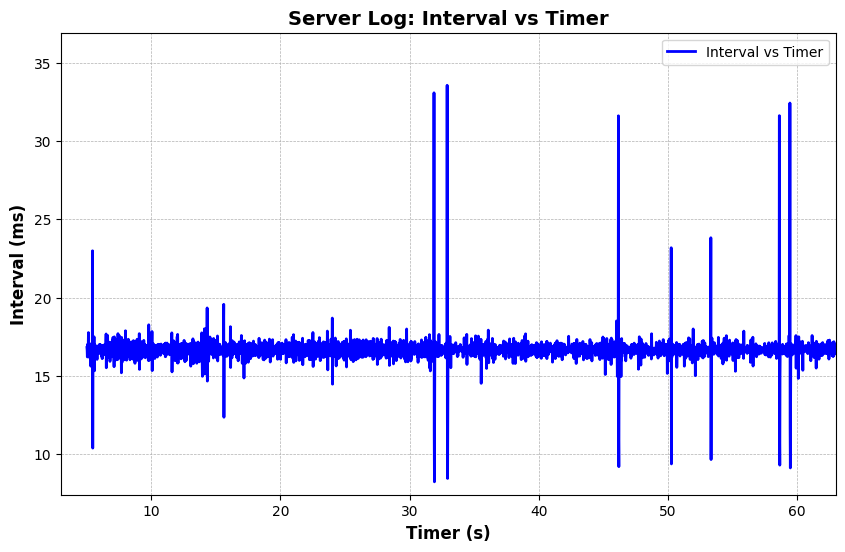 Server Log: Interval vs Timer
Interval vs Timer
35
30
25
20
15
10
Interval (ms)
10 20 30 40 50 60
Timer (s)